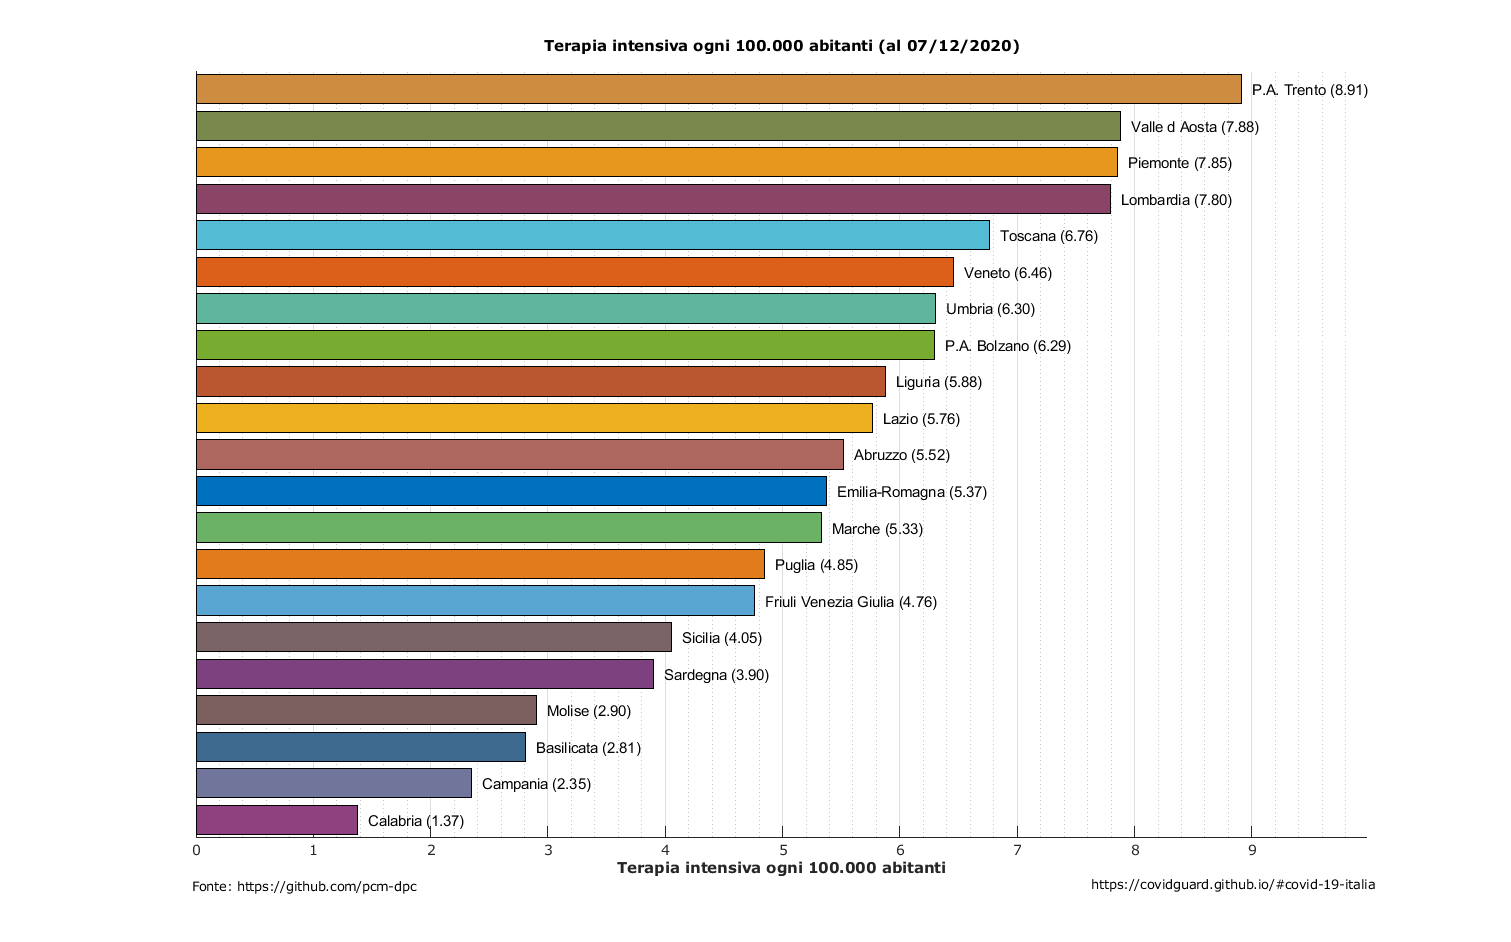 Terapia intensiva ogni 100.000 abitanti (al 07/12/2020)
P.A. Trento (8.91)
Valle d Aosta (7.88)
Piemonte (7.85)
Lombardia (7.80)
Toscana (6.76)
Veneto (6.46)
Umbria (6.30)
P.A. Bolzano (6.29)
Liguria (5.88)
Lazio (5.76)
Abruzzo (5.52)
Emilia-Romagna (5.37)
Marche (5.33)
Puglia (4.85)
Friuli Venezia Giulia (4.76)
Sicilia (4.05)
Sardegna (3.90)
Molise (2.90)
Basilicata (2.81)
Campania (2.35)
Calabria (1.37)
0 1 2 3 4 5 6 7 8 9
Terapia intensiva ogni 100.000 abitanti
Fonte: https://github.com/pcm-dpc
https://covidguard.github.io/#covid-19-italia